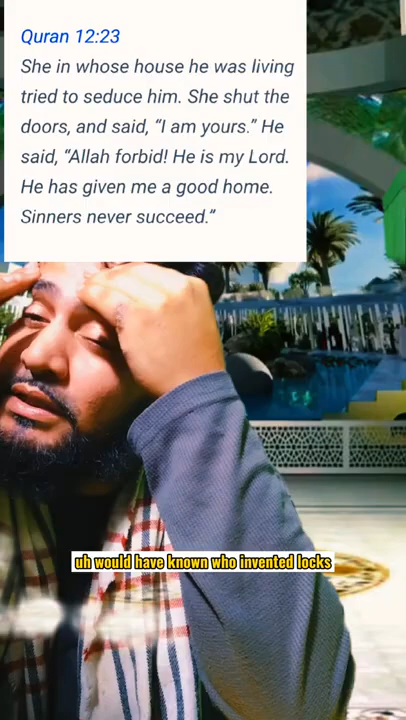 Quran 12:23
She in whose house he was living
tried to seduce him. She shut the
doors, and said, “I am yours.” He
said, “Allah forbid! He is my Lord.
He has given me a good home.
Sinners never succeed.”
uh would have known who invented locks